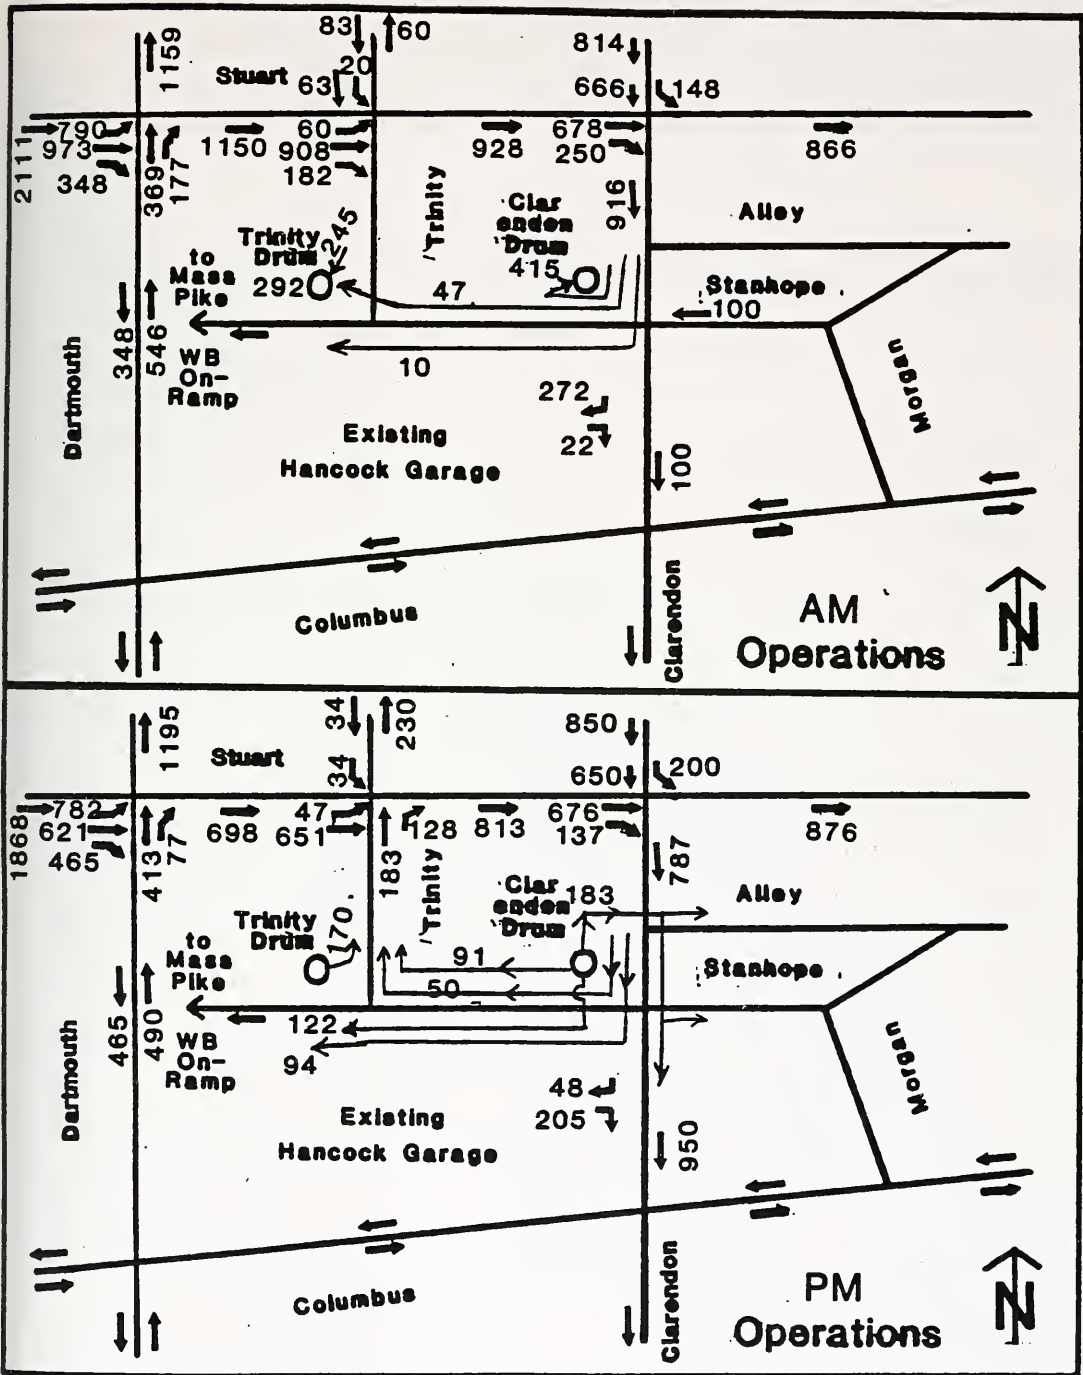 83 60
814
1159
Stuart
20
63
666 148
2111
790
973
348
369
177
1150
60
908
182
928
678
250
866
916
Alley
Trinity
Clar
enden
Drum
415
Trinity
Drum
245
292
to
Mass
Pike
47
Stanhope
100
348
546
WB
On-
Ramp
10
Dartmouth
272
22
Morgan
Existing
Hancock Garage
100
Columbus
Clarendon
AM
Operations
N
34
230
850
1195
Stuart
34
650 200
1868
782
621
465
413
77
698
47
651
183
128
813
676
137
876
787
Trinity
Clar
enden
Drum
183
Alley
Trinity
Drum
170
to
Mass
Pike
91
50
Stanhope
465
490
WB
On-
Ramp
122
94
Dartmouth
48
205
Morgan
Existing
Hancock Garage
950
Columbus
Clarendon
PM
Operations
N